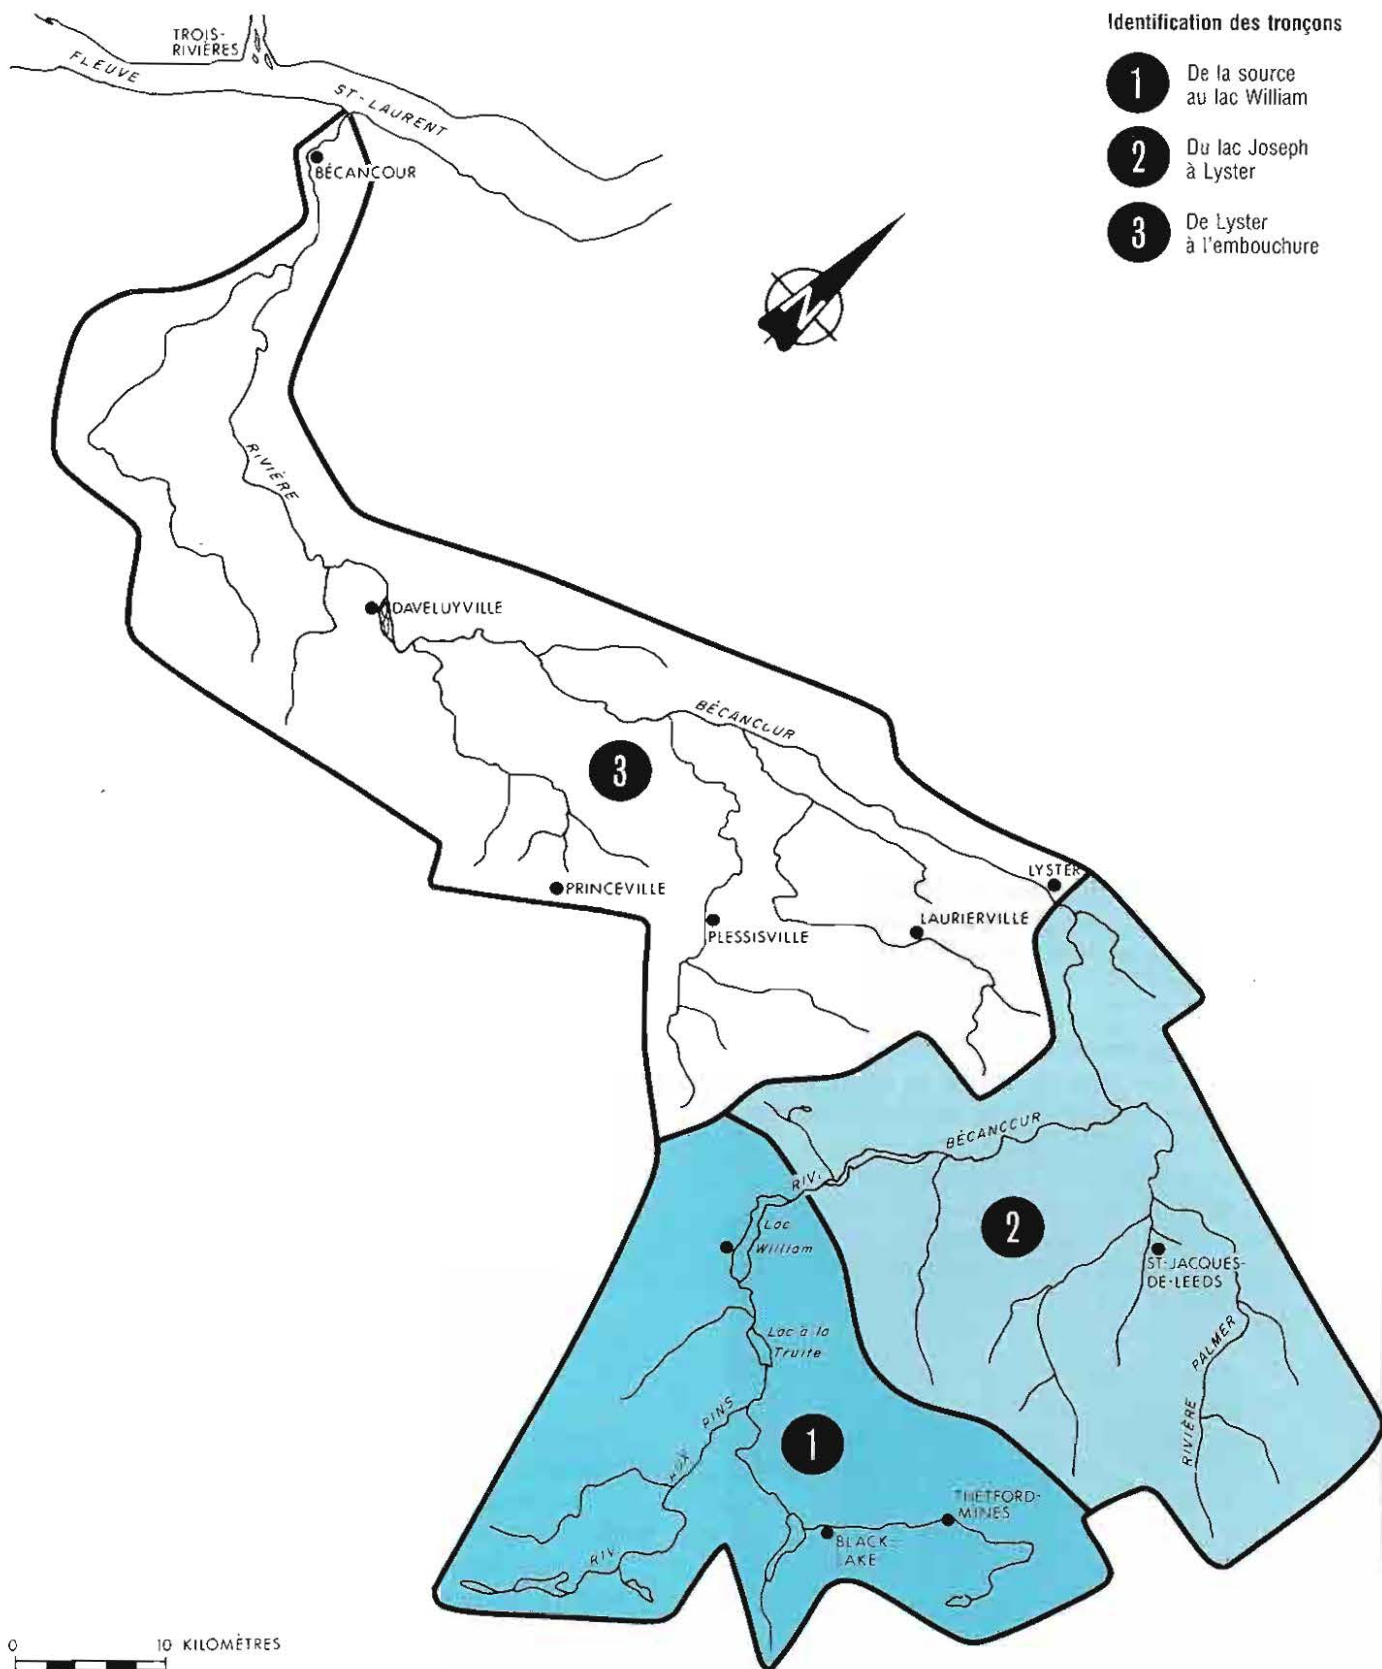 Identification des tronçons
1
De la source
au lac William
2
Du lac Joseph
à Lyster
3
De Lyster
à l'embouchure
TROIS-
RIVIÈRES
FLEUVE
ST-LAURENT
BÉCANCOUR
N
RIVIÈRE
DAVELUYVILLE
BÉCANCOUR
3
PRINCEVILLE
PLESSISVILLE
LAURIERVILLE
LYSTER
BÉCANCOUR
RIV.
Lac
William
2
ST-JACQUES-
DE-LEEDS
Lac à la
Truite
PALMER
RIVIÈRE
PINS
AUX
RIV.
1
THETFORD-
MINES
BLACK
LAKE
0 10 KILOMÈTRES